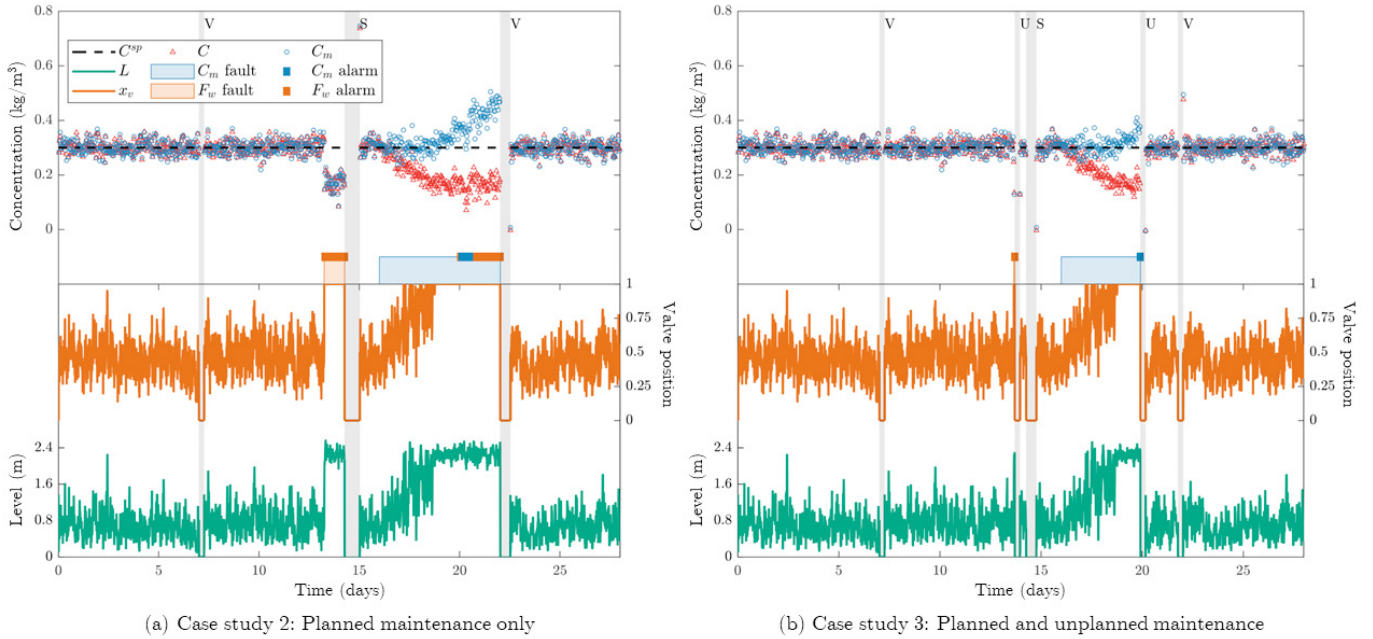 V S V
0.8
0.6
0.4
0.2
0
Concentration (kg/m³)
C^sp C C_m
L C_m fault C_m alarm
x_v F_w fault F_w alarm
1
0.75
0.5
0.25
0
Valve position
2.4
1.6
0.8
0
Level (m)
0 5 10 15 20 25
Time (days)
(a) Case study 2: Planned maintenance only
V U S U V
0.8
0.6
0.4
0.2
0
Concentration (kg/m³)
1
0.75
0.5
0.25
0
Valve position
2.4
1.6
0.8
0
Level (m)
0 5 10 15 20 25
Time (days)
(b) Case study 3: Planned and unplanned maintenance